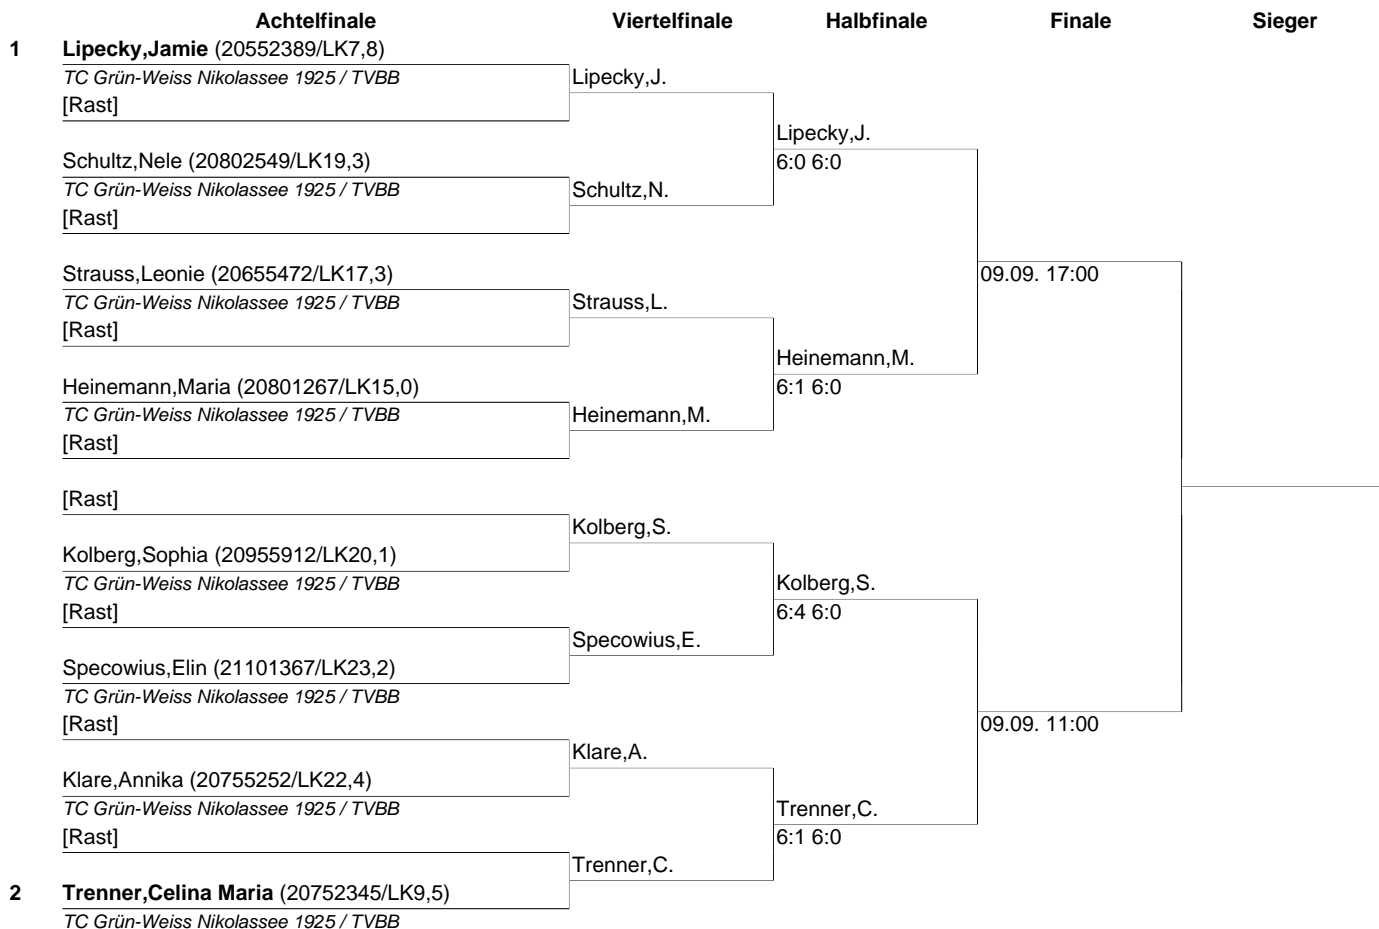 Achtelfinale Viertelfinale Halbfinale Finale Sieger
1 Lipecky,Jamie (20552389/LK7,8)
TC Grün-Weiss Nikolassee 1925 / TVBB Lipecky,J.
[Rast]
Lipecky,J.
Schultz,Nele (20802549/LK19,3) 6:0 6:0
TC Grün-Weiss Nikolassee 1925 / TVBB Schultz,N.
[Rast]
Strauss,Leonie (20655472/LK17,3) 09.09. 17:00
TC Grün-Weiss Nikolassee 1925 / TVBB Strauss,L.
[Rast]
Heinemann,M.
Heinemann,Maria (20801267/LK15,0) 6:1 6:0
TC Grün-Weiss Nikolassee 1925 / TVBB Heinemann,M.
[Rast]
[Rast]
Kolberg,S.
Kolberg,Sophia (20955912/LK20,1)
TC Grün-Weiss Nikolassee 1925 / TVBB Kolberg,S.
[Rast] 6:4 6:0
Specowius,E.
Specowius,Elin (21101367/LK23,2)
TC Grün-Weiss Nikolassee 1925 / TVBB
[Rast] 09.09. 11:00
Klare,A.
Klare,Annika (20755252/LK22,4)
TC Grün-Weiss Nikolassee 1925 / TVBB Trenner,C.
[Rast] 6:1 6:0
Trenner,C.
2 Trenner,Celina Maria (20752345/LK9,5)
TC Grün-Weiss Nikolassee 1925 / TVBB